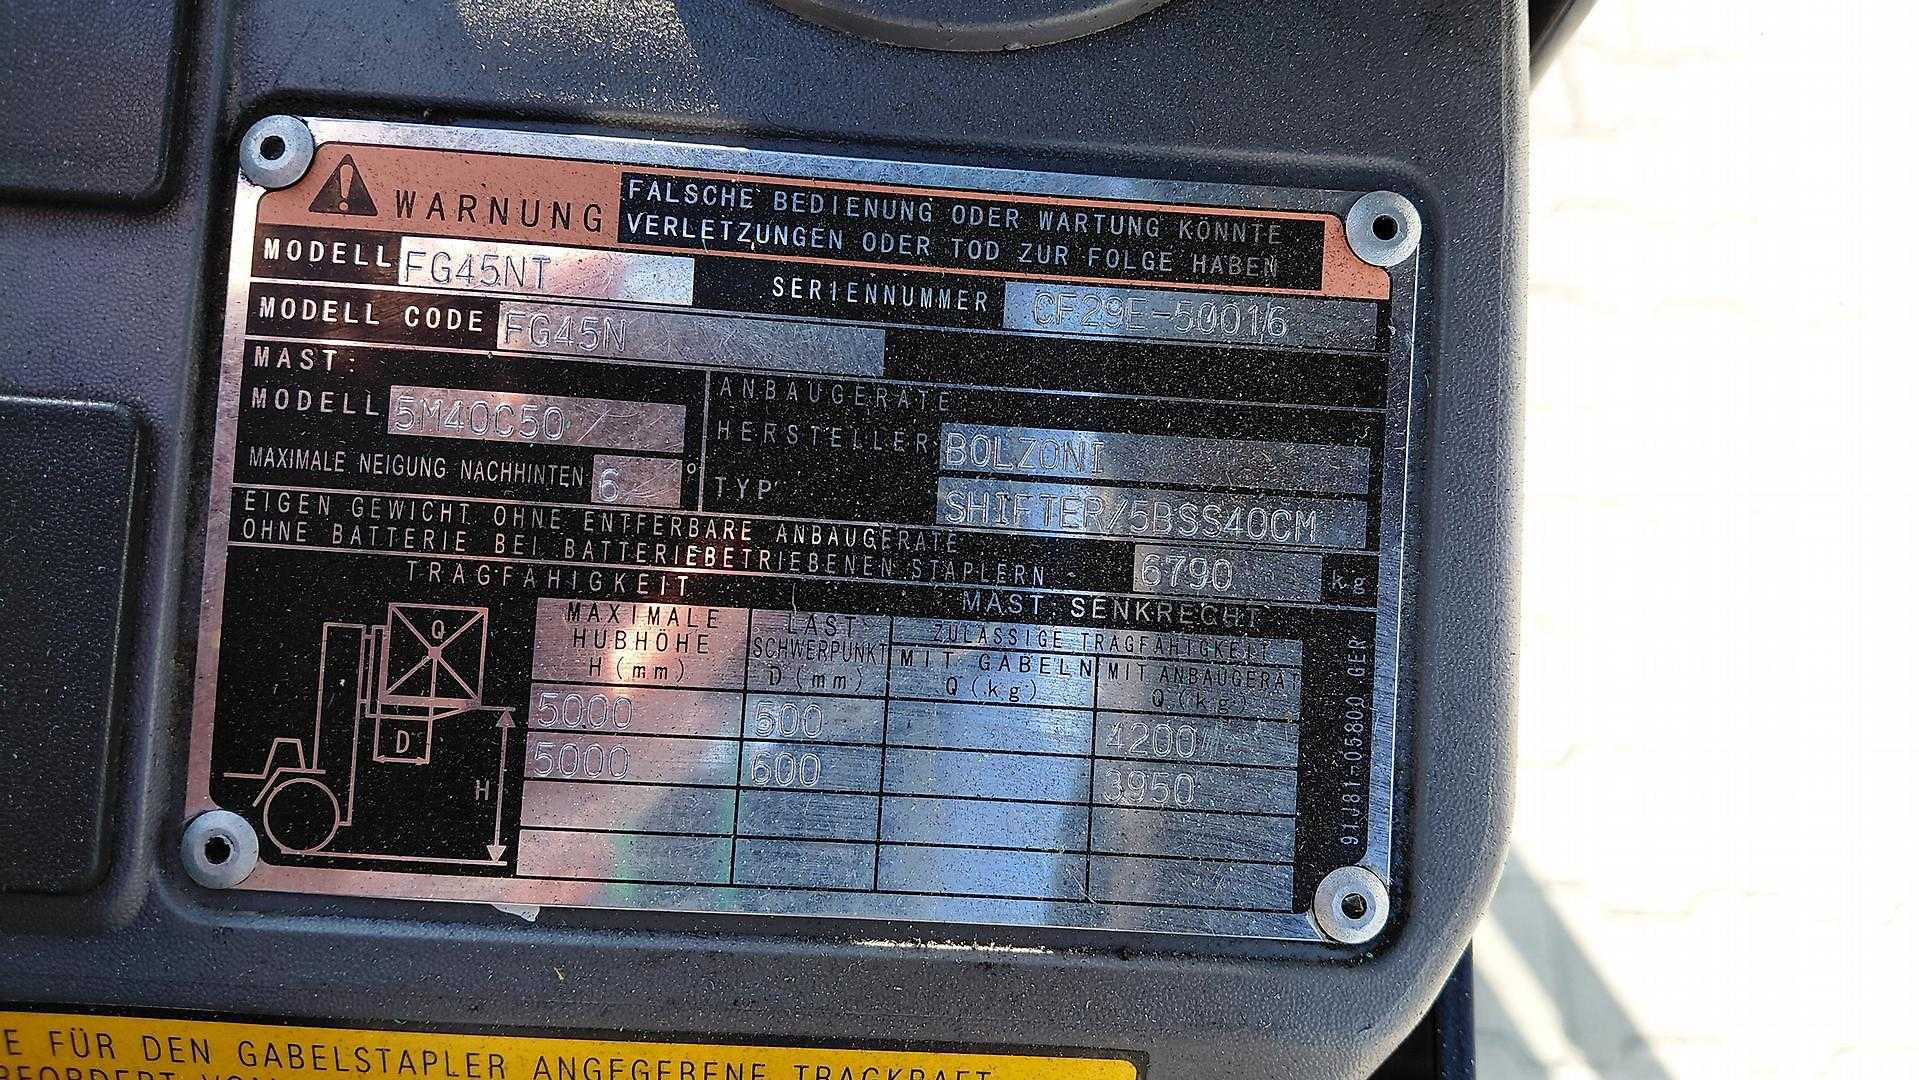 WARNUNG
FALSCHE BEDIENUNG ODER WARTUNG KÖNNTE
VERLETZUNGEN ODER TOD ZUR FOLGE HABEN
MODELL FG45NT
SERIENNUMMER CF29E-50016
MODELL CODE FG45N
MAST:
MODELL 5M40C50
MAXIMALE NEIGUNG NACHHINTEN 6°
ANBAUGERÄTE
HERSTELLER BOLZONI
TYP SHIFTER/5BSS40CM
EIGEN GEWICHT OHNE ENTFERBARE ANBAUGERÄTE
OHNE BATTERIE BEI BATTERIEBETRIEBENEN STAPLERN - 6790 kg
TRAGFÄHIGKEIT
MAST: SENKRECHT
MAXIMALE HUBHÖHE H (mm)
LAST SCHWERPUNKT D (mm)
ZULÄSSIGE TRAGFÄHIGKEIT
MIT GABELN Q (kg)
MIT ANBAUGERÄT Q (kg)
5000 500 4200
5000 600 3950
Q
D
H
91J81-05800 GER
E FÜR DEN GABELSTAPLER ANGEGEBENE TRAGKRAFT